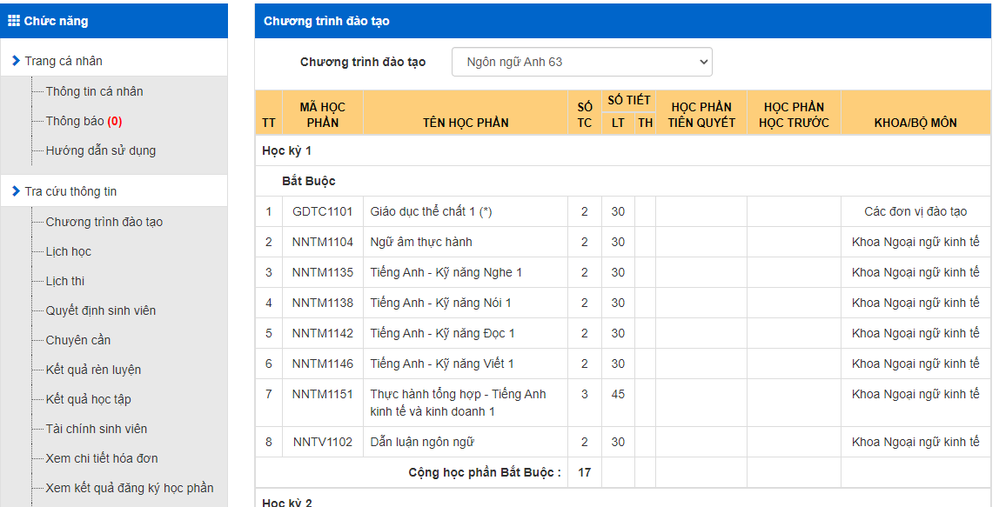 Chức năng
Trang cá nhân
Thông tin cá nhân
Thông báo (0)
Hướng dẫn sử dụng
Tra cứu thông tin
Chương trình đào tạo
Lịch học
Lịch thi
Quyết định sinh viên
Chuyên cần
Kết quả rèn luyện
Kết quả học tập
Tài chính sinh viên
Xem chi tiết hóa đơn
Xem kết quả đăng ký học phần
Chương trình đào tạo
Chương trình đào tạo Ngôn ngữ Anh 63
TT MÃ HỌC PHẦN TÊN HỌC PHẦN SỐ TC SỐ TIẾT LT TH HỌC PHẦN TIÊN QUYẾT HỌC PHẦN HỌC TRƯỚC KHOA/BỘ MÔN
Học kỳ 1
Bắt Buộc
1 GDTC1101 Giáo dục thể chất 1 (*) 2 30 Các đơn vị đào tạo
2 NNTM1104 Ngữ âm thực hành 2 30 Khoa Ngoại ngữ kinh tế
3 NNTM1135 Tiếng Anh - Kỹ năng Nghe 1 2 30 Khoa Ngoại ngữ kinh tế
4 NNTM1138 Tiếng Anh - Kỹ năng Nói 1 2 30 Khoa Ngoại ngữ kinh tế
5 NNTM1142 Tiếng Anh - Kỹ năng Đọc 1 2 30 Khoa Ngoại ngữ kinh tế
6 NNTM1146 Tiếng Anh - Kỹ năng Viết 1 2 30 Khoa Ngoại ngữ kinh tế
7 NNTM1151 Thực hành tổng hợp - Tiếng Anh 3 45 Khoa Ngoại ngữ kinh tế
kinh tế và kinh doanh 1
8 NNTV1102 Dẫn luận ngôn ngữ 2 30 Khoa Ngoại ngữ kinh tế
Cộng học phần Bắt Buộc : 17
Học kỳ 2